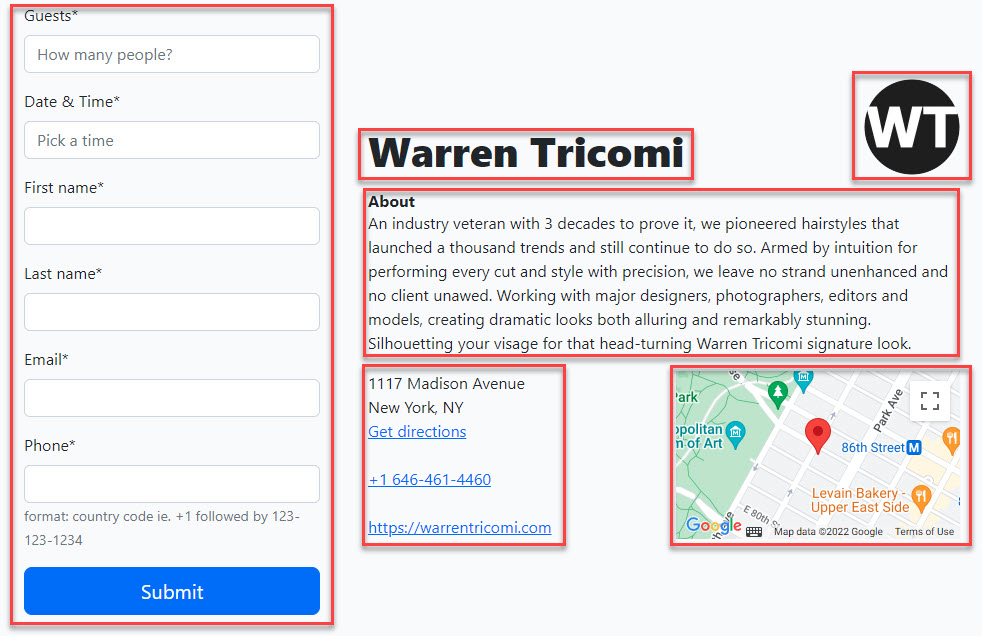 Guests*
How many people?
Date & Time*
Pick a time
First name*
Last name*
Email*
Phone*
format: country code ie. +1 followed by 123-
123-1234
Submit
WT
Warren Tricomi
About
An industry veteran with 3 decades to prove it, we pioneered hairstyles that
launched a thousand trends and still continue to do so. Armed by intuition for
performing every cut and style with precision, we leave no strand unenhanced and
no client unawed. Working with major designers, photographers, editors and
models, creating dramatic looks both alluring and remarkably stunning.
Silhouetting your visage for that head-turning Warren Tricomi signature look.
1117 Madison Avenue
New York, NY
Get directions
+1 646-461-4460
https://warrentricomi.com
Park Ave
86th Street M
Levain Bakery -
Upper East Side
E 80th
Google
Map data ©2022 Google
Terms of Use